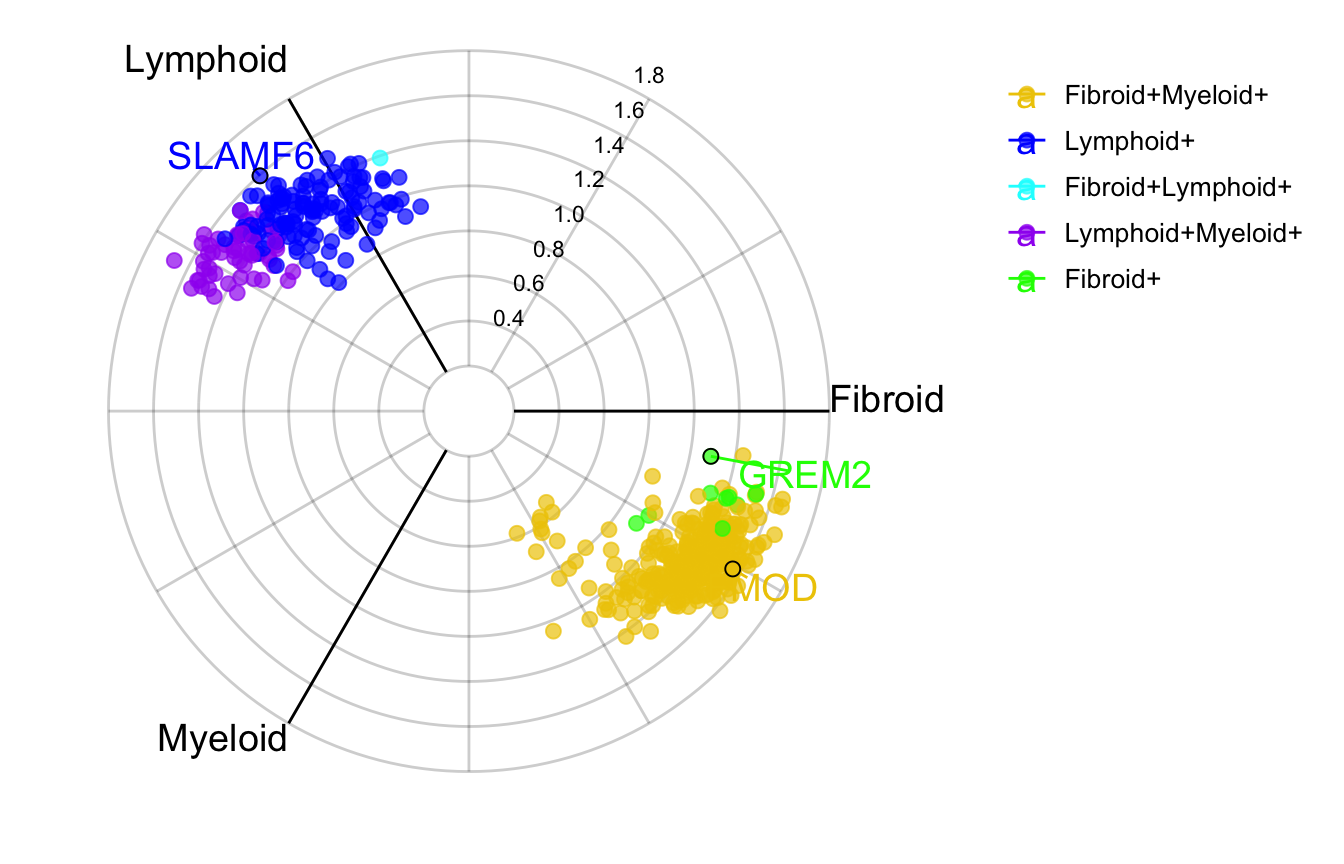 Lymphoid
1.8
1.6
1.4
1.2
1.0
0.8
0.6
0.4
SLAMF6
Fibroid
GREM2
MOD
Myeloid
a Fibroid+Myeloid+
a Lymphoid+
a Fibroid+Lymphoid+
a Lymphoid+Myeloid+
a Fibroid+